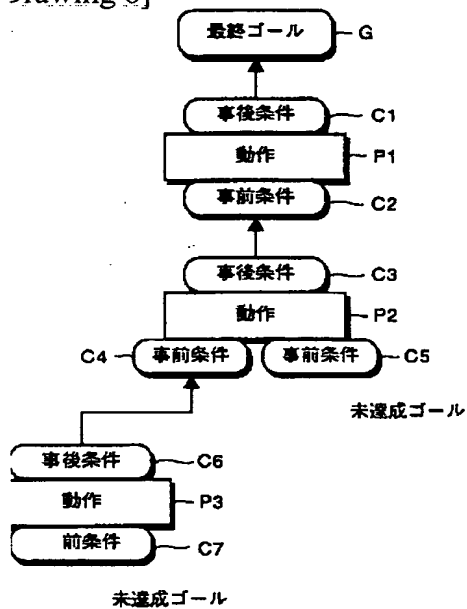 rawing 6]
最終ゴール G
事後条件 C1
動作 P1
事前条件 C2
事後条件 C3
動作 P2
C4 事前条件 事前条件 C5
未達成ゴール
事後条件 C6
動作 P3
前条件 C7
未達成ゴール